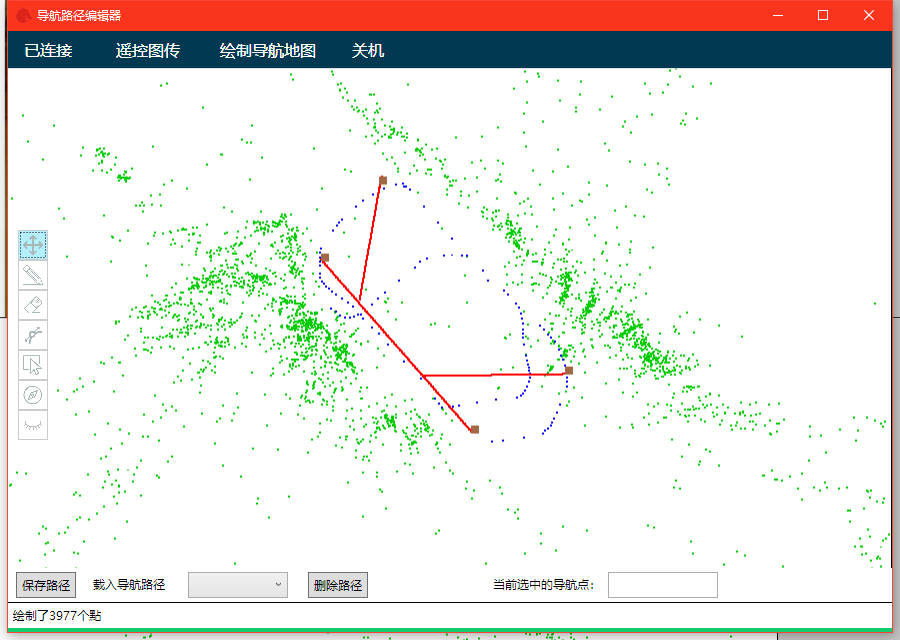 导航路径编辑器
已连接 遥控图传 绘制导航地图 关机
保存路径 载入导航路径 删除路径 当前选中的导航点：
绘制了3977个點